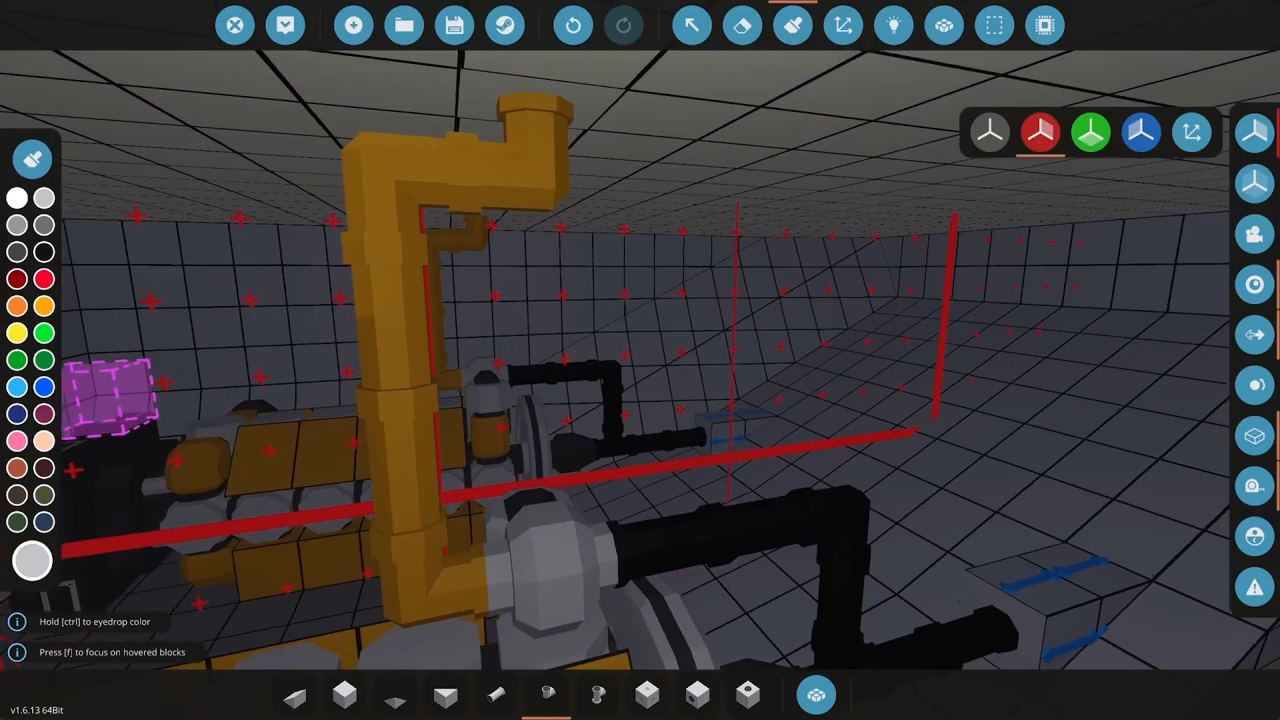 Hold [ctrl] to eyedrop color
Press [f] to focus on hovered blocks
v1.6.13 64Bit